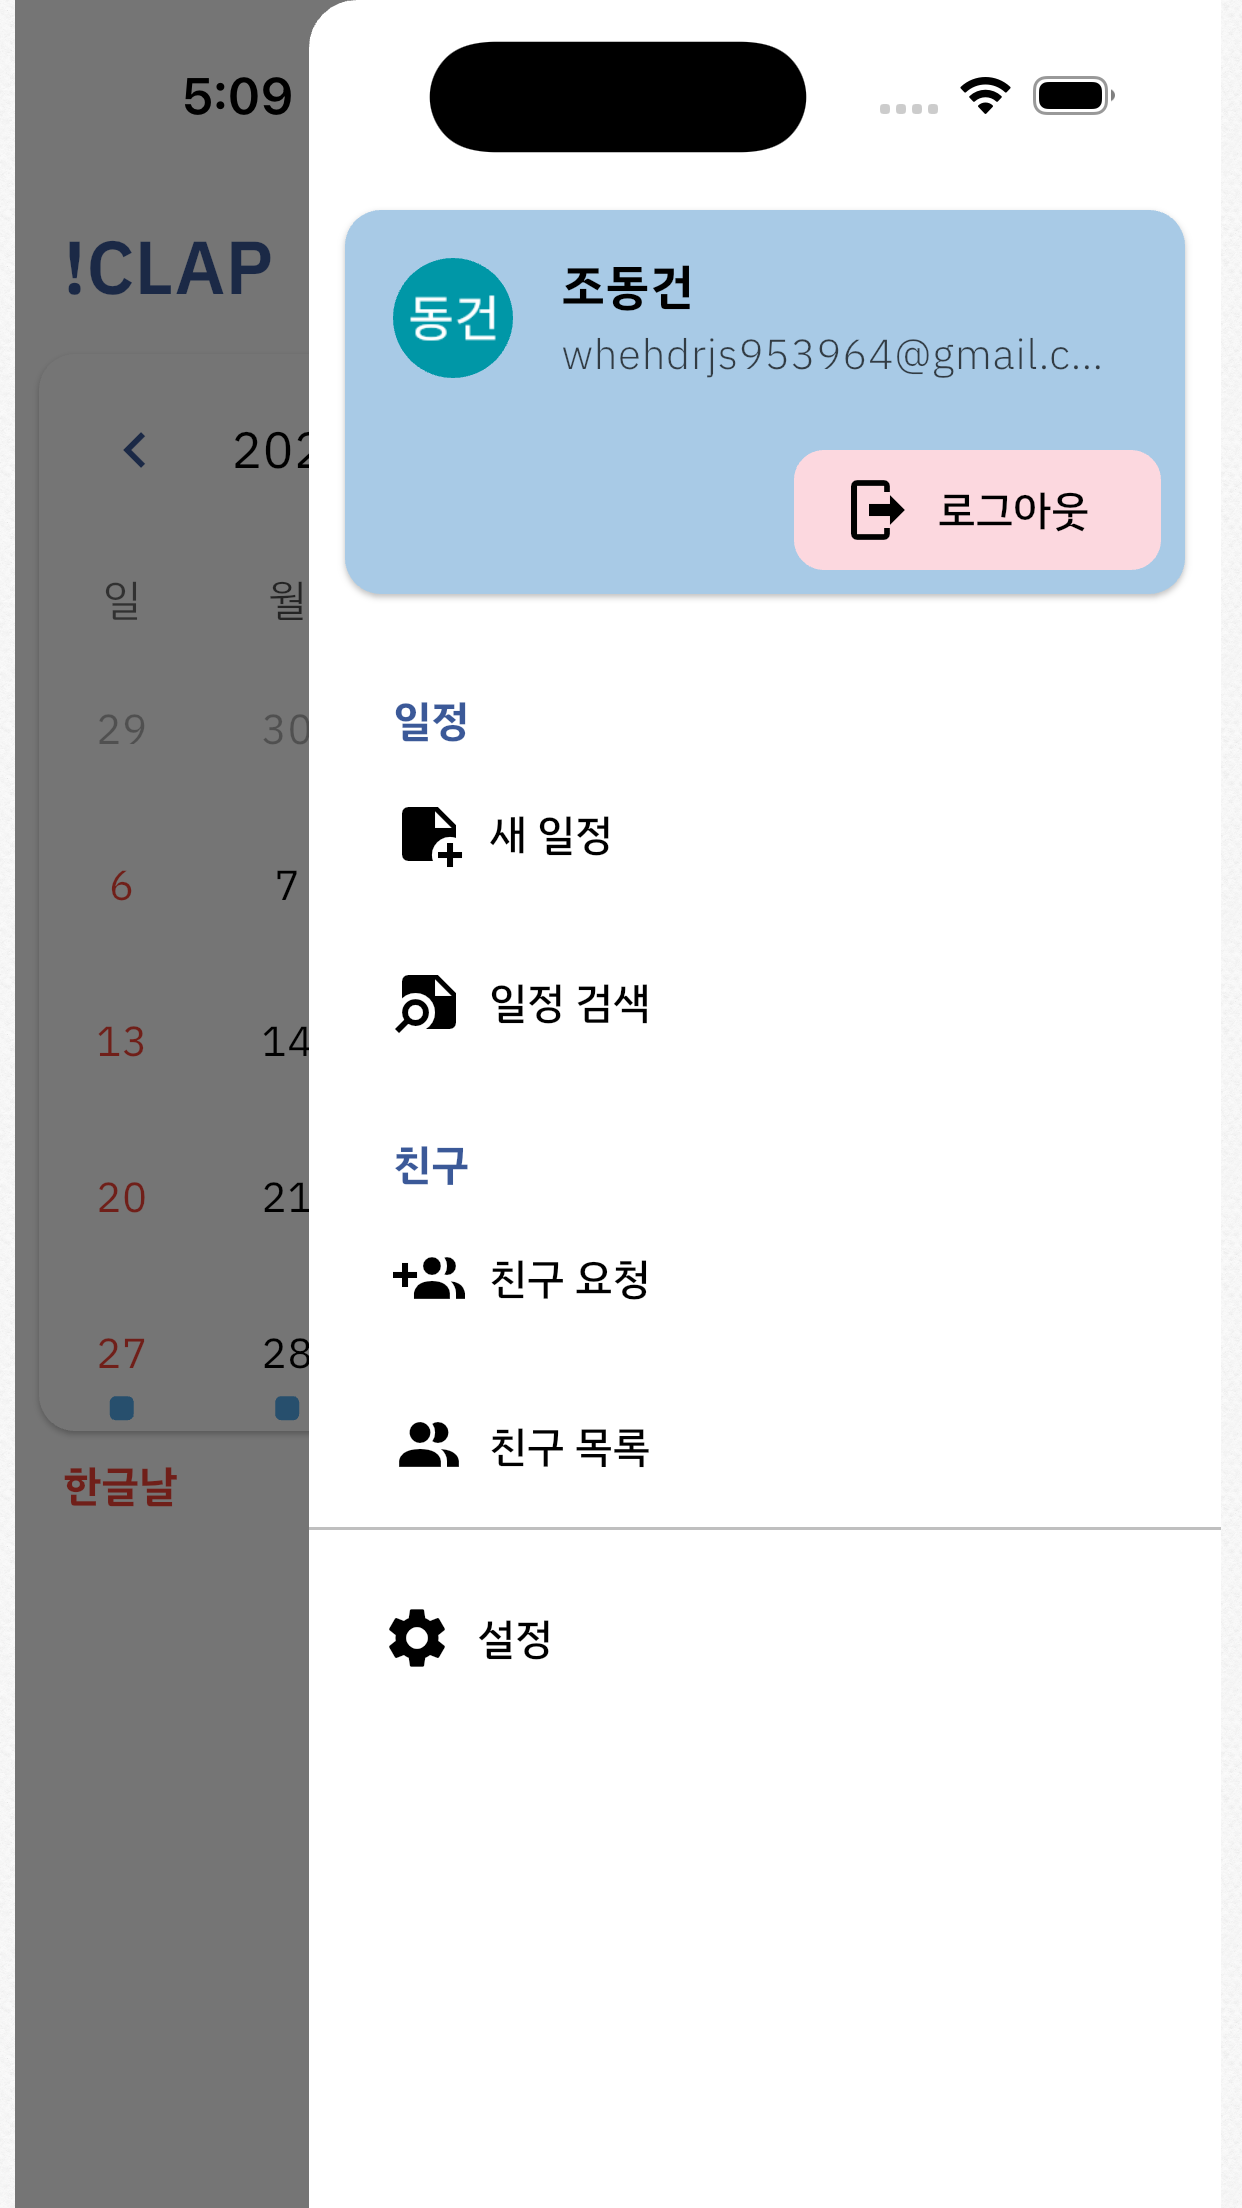 5:09
!CLAP
202
일 월
29 30
6 7
13 14
20 21
27 28
한글날
동건
조동건
whehdrjs953964@gmail.c...
로그아웃
일정
새 일정
일정 검색
친구
친구 요청
친구 목록
설정